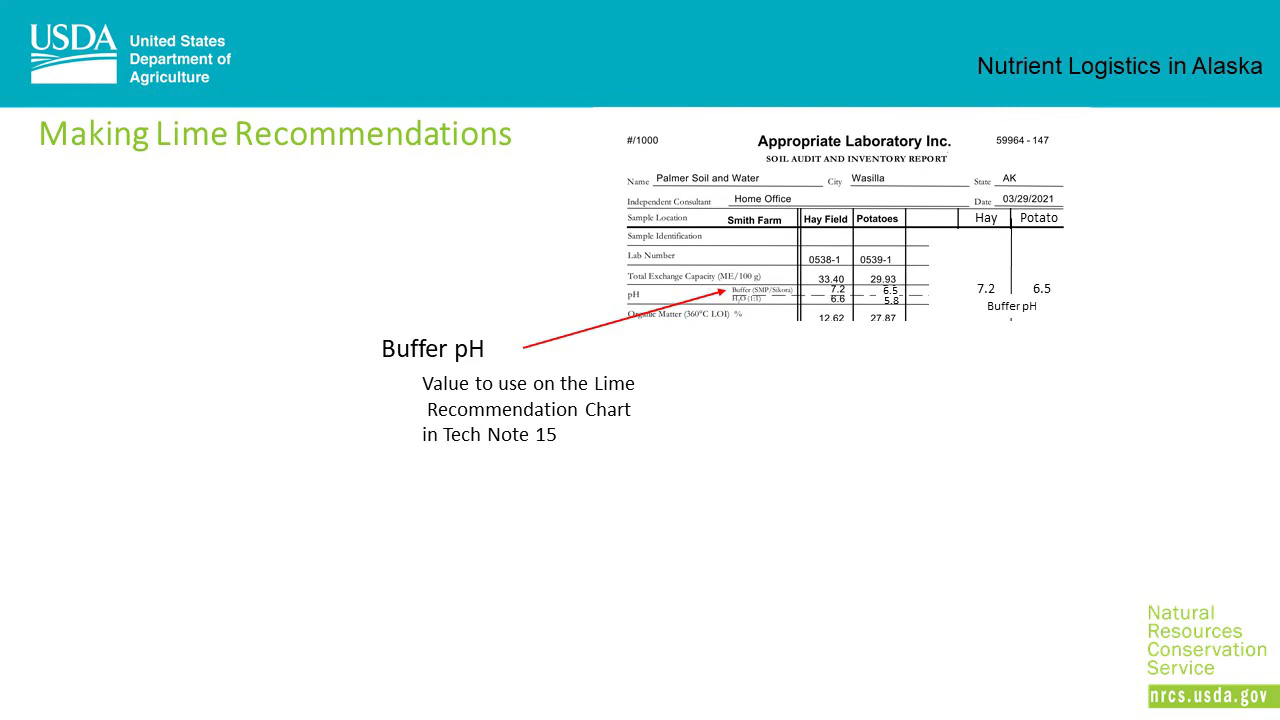 USDA
United States
Department of
Agriculture
Nutrient Logistics in Alaska
Making Lime Recommendations
#/1000 Appropriate Laboratory Inc. 59964 - 147
SOIL AUDIT AND INVENTORY REPORT
Name Palmer Soil and Water City Wasilla State AK
Independent Consultant Home Office Date 03/29/2021
Sample Location Smith Farm Hay Field Potatoes Hay Potato
Sample Identification
Lab Number 0538-1 0539-1
Total Exchange Capacity (ME/100 g) 33.40 29.93
pH Buffer (SMP/Sikora) 7.2 6.5 7.2 6.5
H₂O (1:1) 6.6 5.8
Buffer pH
Organic Matter (360°C LOI) % 12.62 27.87
Buffer pH
Value to use on the Lime
Recommendation Chart
in Tech Note 15
Natural
Resources
Conservation
Service
nrcs.usda.gov